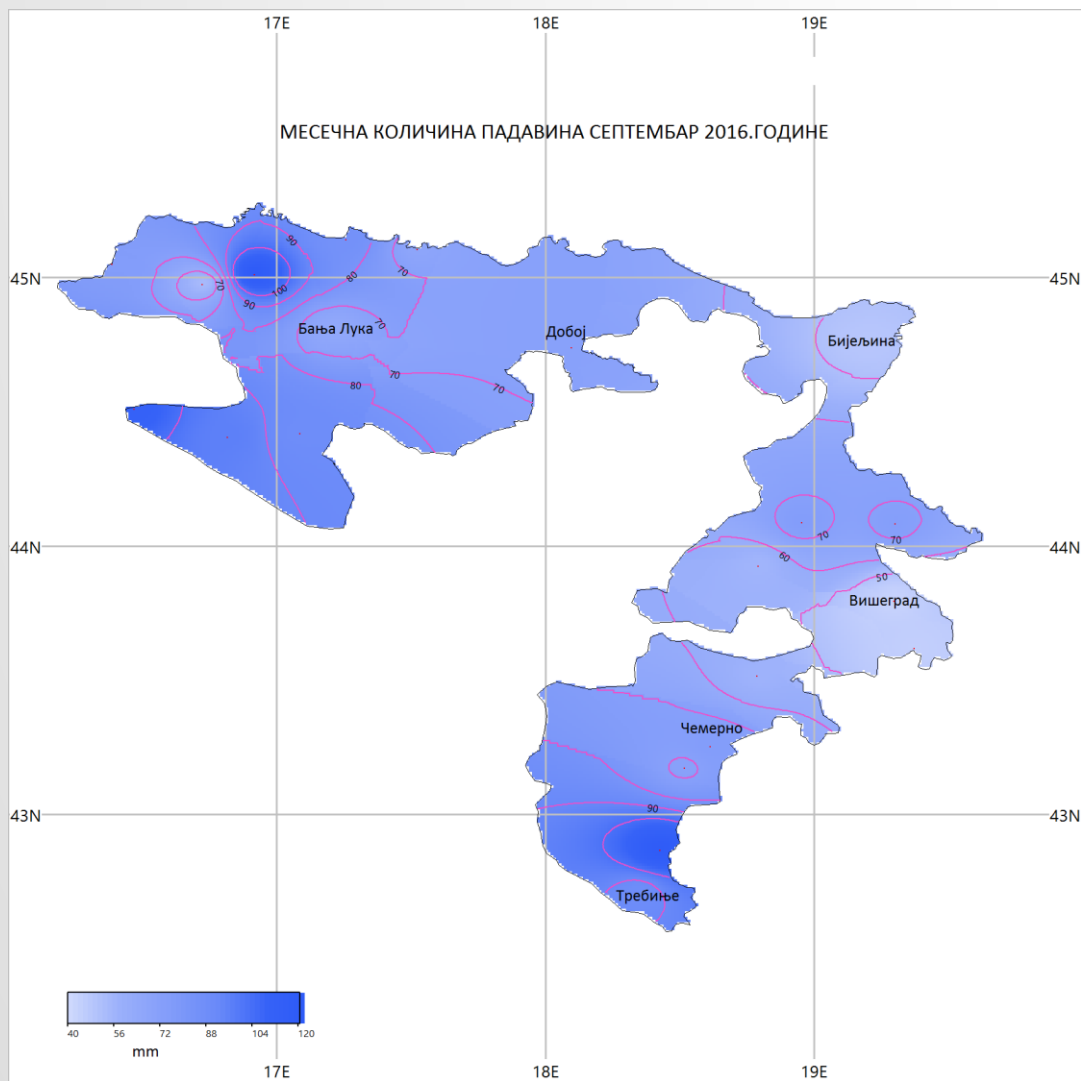 17E 18E 19E
МЕСЕЧНА КОЛИЧИНА ПАДАВИНА СЕПТЕМБАР 2016.ГОДИНЕ
90
45N 70 80 70 45N
100
90
70
Бања Лука Добој Бијељина
70
80 70
70
70
44N 60 70 44N
50
Вишеград
Чемерно
90
43N 43N
Требиње
40 56 72 88 104 120
mm
17E 18E 19E